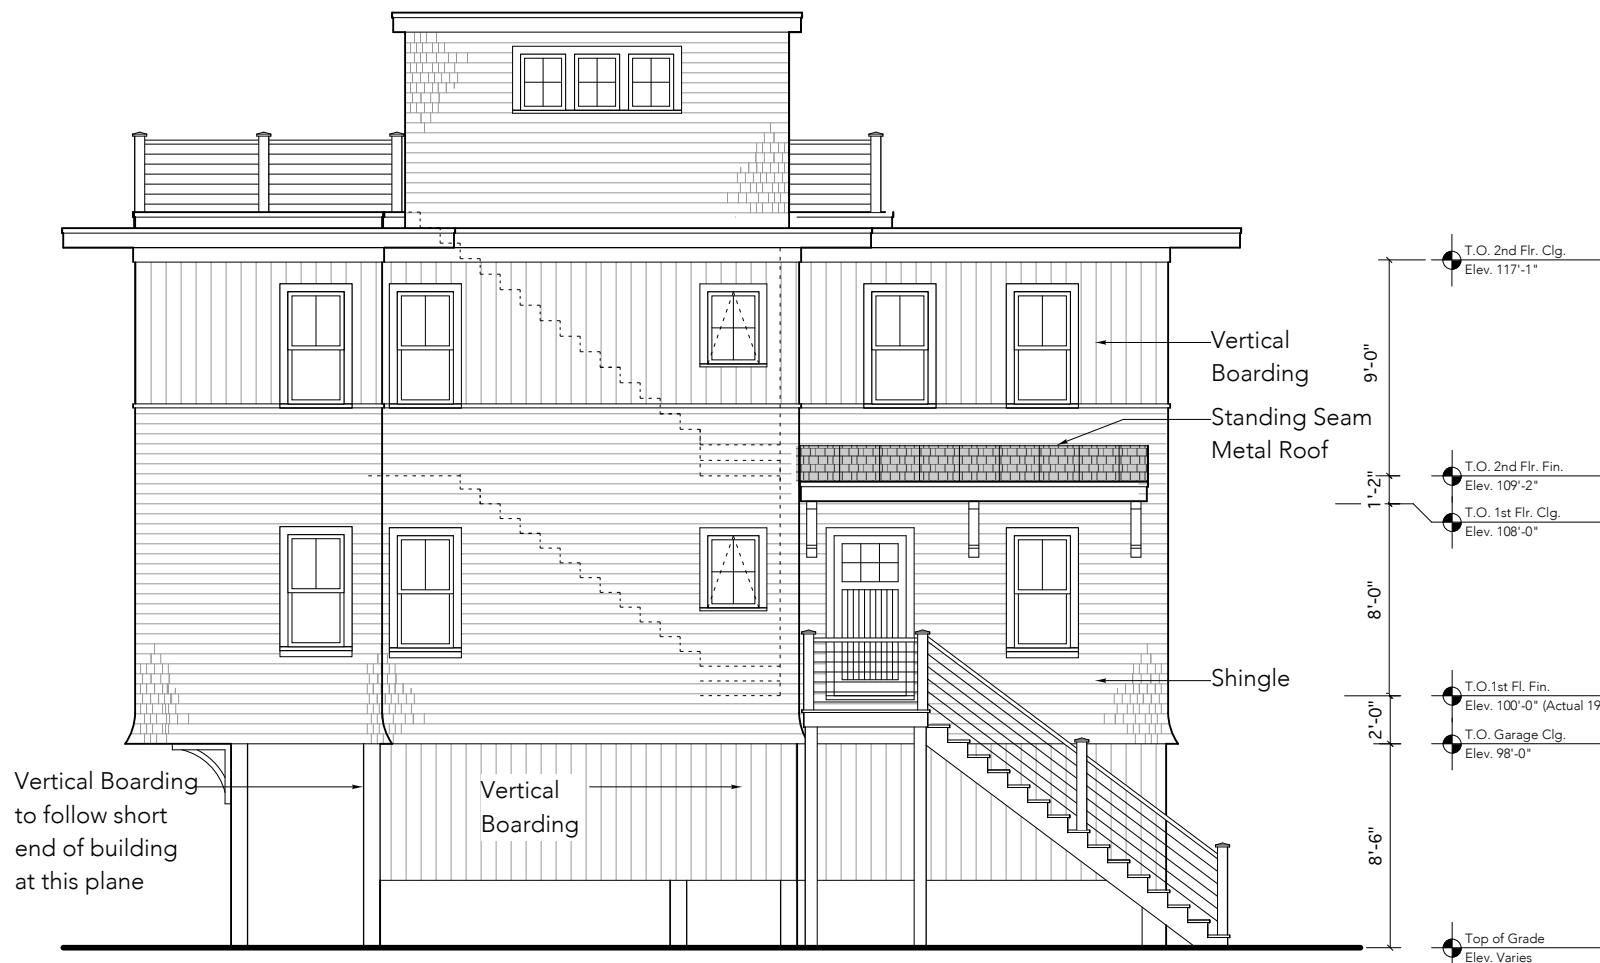 T.O. 2nd Flr. Clg.
Elev. 117'-1"
Vertical
Boarding
9'-0"
Standing Seam
Metal Roof
T.O. 2nd Flr. Fin.
Elev. 109'-2"
1'-2"
T.O. 1st Flr. Clg.
Elev. 108'-0"
8'-0"
Shingle
T.O.1st Fl. Fin.
Elev. 100'-0" (Actual 19
2'-0"
T.O. Garage Clg.
Elev. 98'-0"
Vertical Boarding
to follow short
end of building
at this plane
Vertical
Boarding
8'-6"
Top of Grade
Elev. Varies